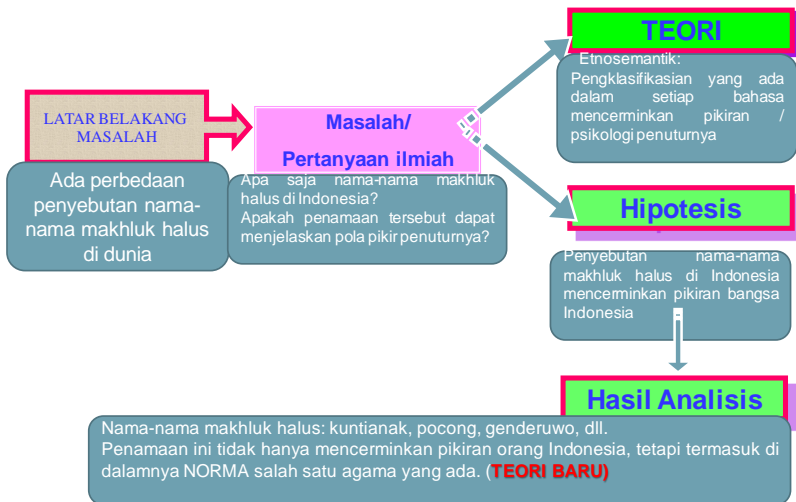 LATAR BELAKANG
MASALAH
Ada perbedaan
penyebutan nama-
nama makhluk halus
di dunia
Masalah/
Pertanyaan ilmiah
Apa saja nama-nama makhluk
halus di Indonesia?
Apakah penamaan tersebut dapat
menjelaskan pola pikir penuturnya?
TEORI
Etnosemantik:
Pengklasifikasian yang ada
dalam setiap bahasa
mencerminkan pikiran /
psikologi penuturnya
Hipotesis
Penyebutan nama-nama
makhluk halus di Indonesia
mencerminkan pikiran bangsa
Indonesia
Hasil Analisis
Nama-nama makhluk halus: kuntianak, pocong, genderuwo, dll.
Penamaan ini tidak hanya mencerminkan pikiran orang Indonesia, tetapi termasuk di
dalamnya NORMA salah satu agama yang ada. (TEORI BARU)